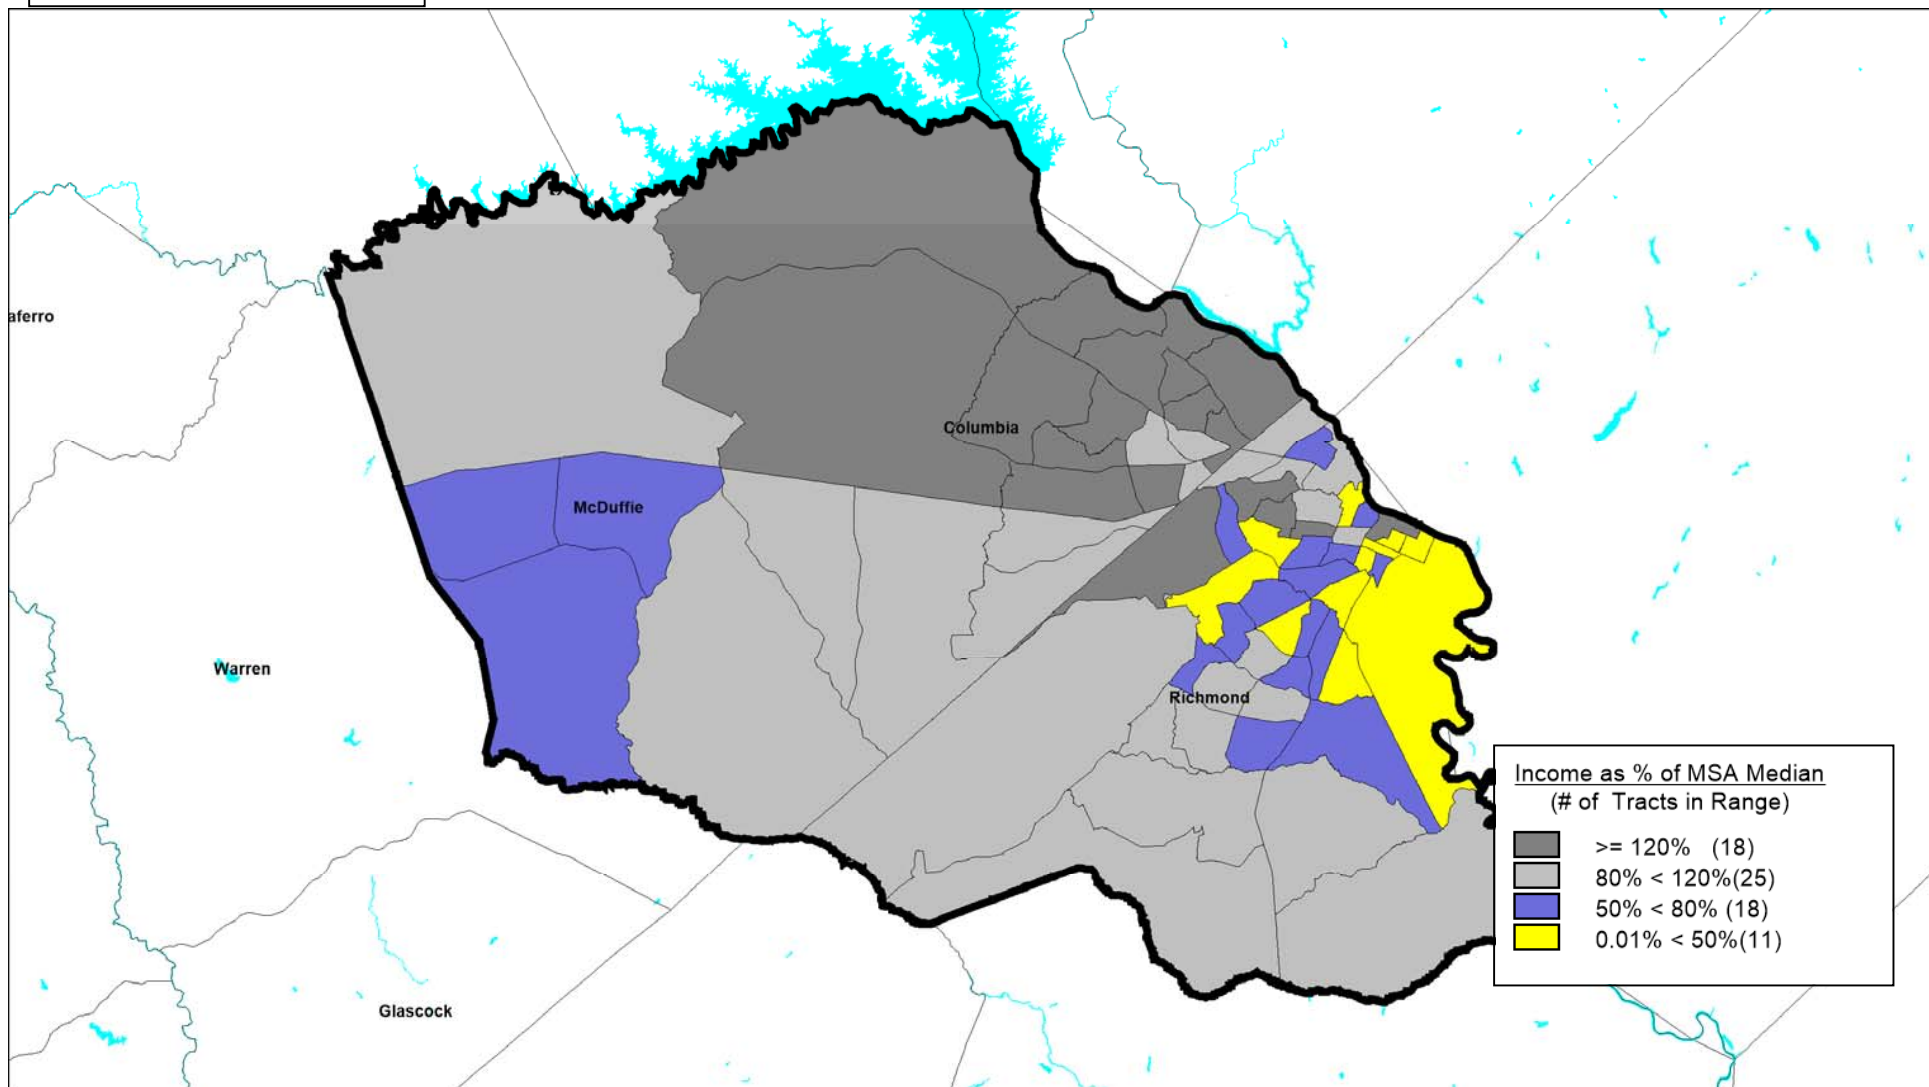 aferro
Columbia
McDuffie
Warren
Richmond
Income as % of MSA Median
(# of Tracts in Range)
>= 120% (18)
80% < 120%(25)
50% < 80% (18)
0.01% < 50%(11)
Glascock